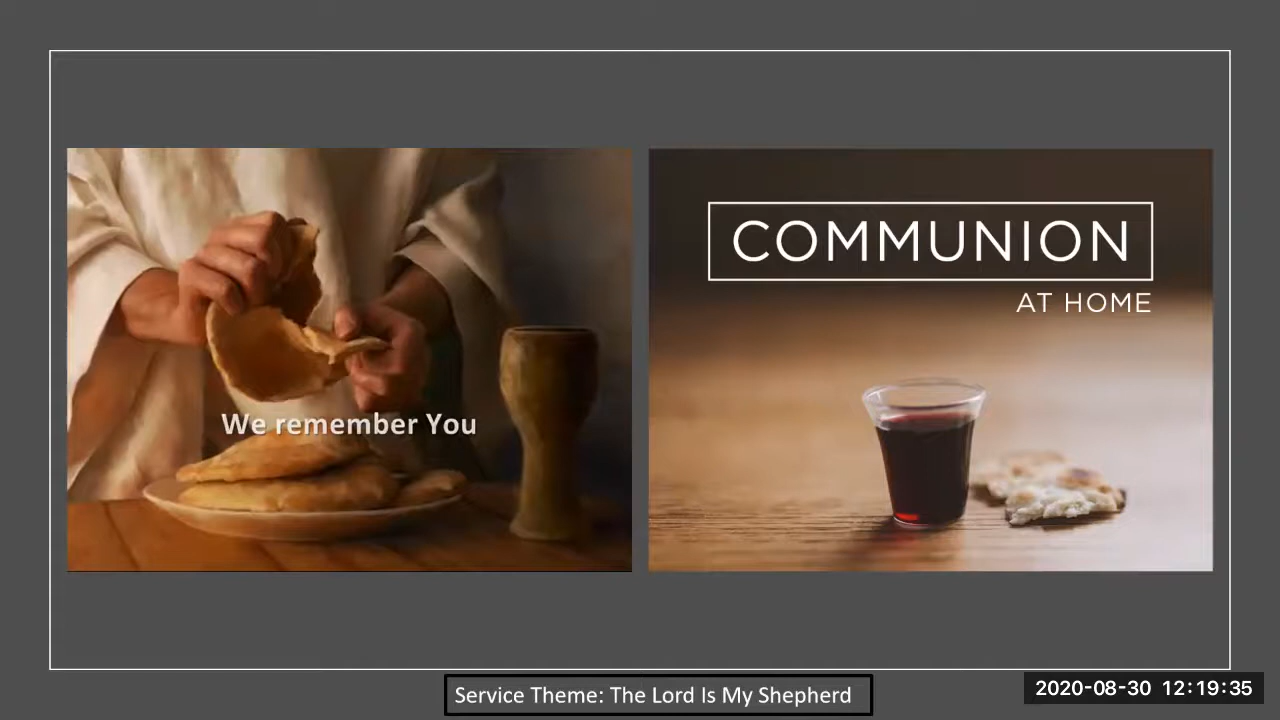 We remember You
COMMUNION
AT HOME
Service Theme: The Lord Is My Shepherd
2020-08-30 12:19:35